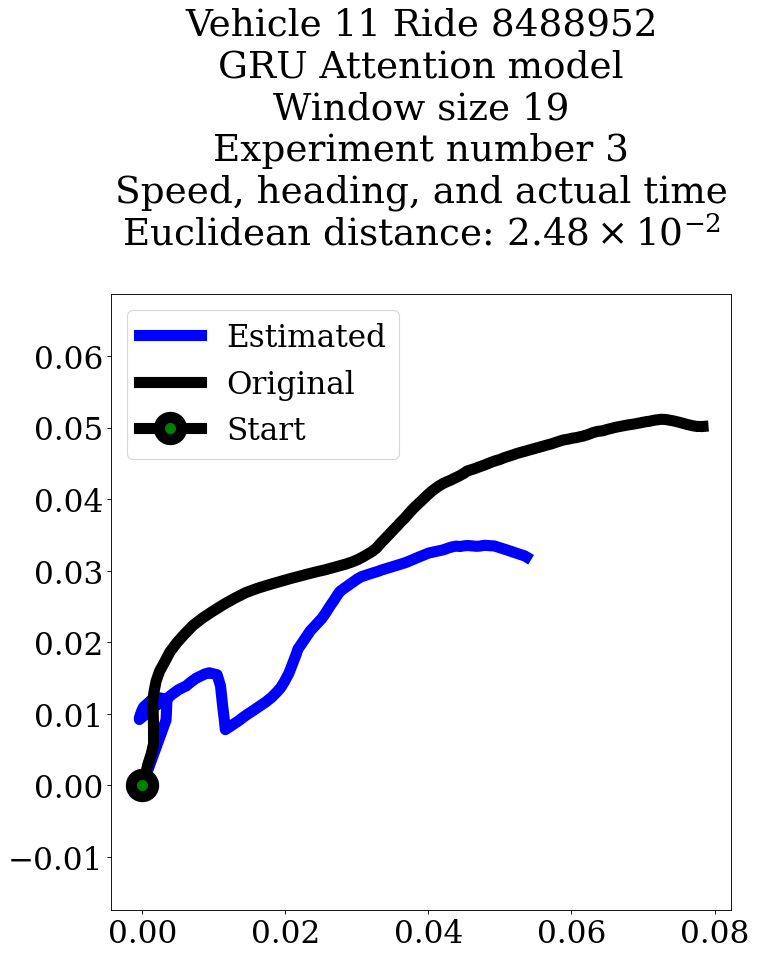 Vehicle 11 Ride 8488952
GRU Attention model
Window size 19
Experiment number 3
Speed, heading, and actual time
Euclidean distance: 2.48 × 10⁻²
Estimated
Original
Start
0.06
0.05
0.04
0.03
0.02
0.01
0.00
−0.01
0.00 0.02 0.04 0.06 0.08